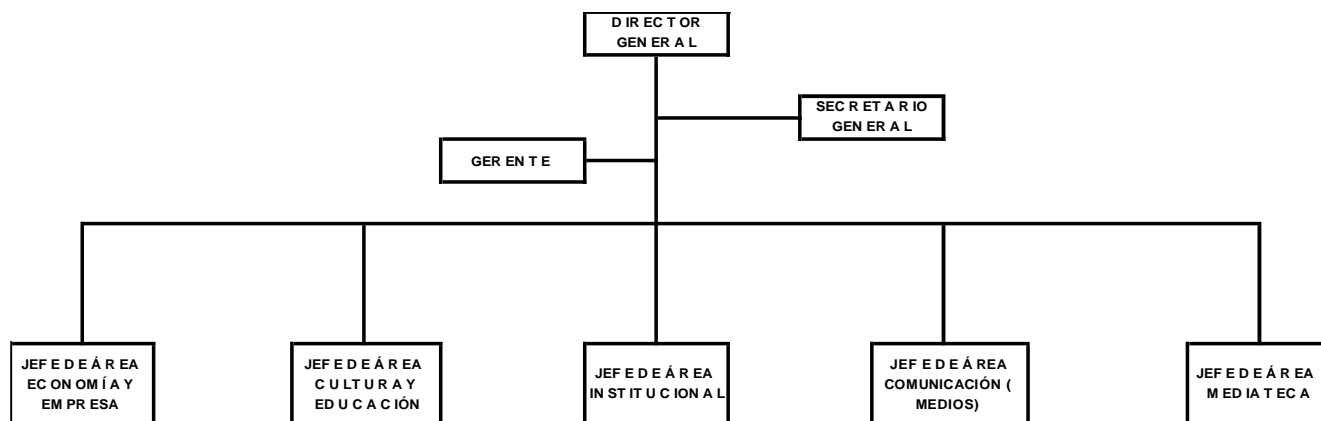 DIRECTOR
GENERAL
SECRETARIO
GENERAL
GERENTE
JEFE DE ÁREA
ECONOMÍA Y
EMPRESA
JEFE DE ÁREA
CULTURA Y
EDUCACIÓN
JEFE DE ÁREA
INSTITUCIONAL
JEFE DE ÁREA
COMUNICACIÓN (
MEDIOS)
JEFE DE ÁREA
MEDIATECA